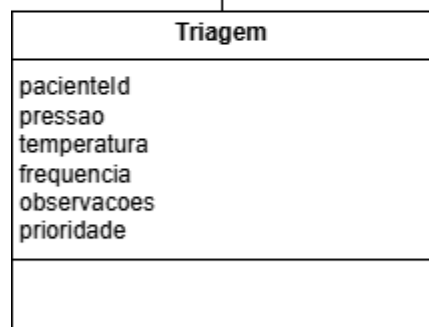 Triagem
pacienteId
pressao
temperatura
frequencia
observacoes
prioridade